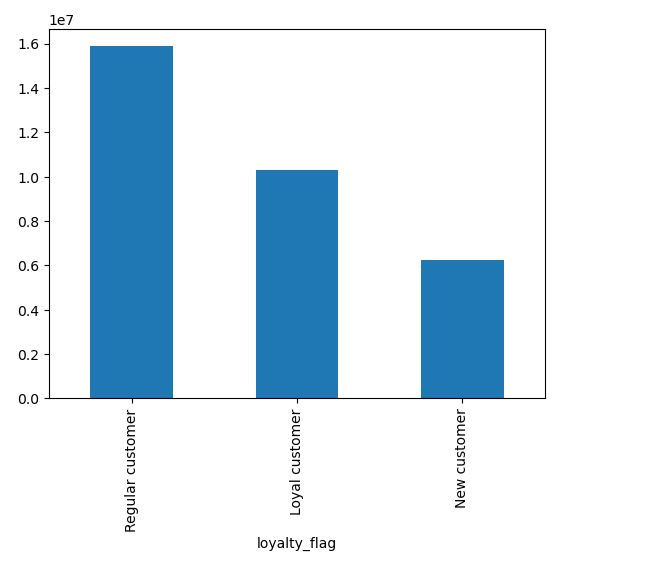 1e7
1.6
1.4
1.2
1.0
0.8
0.6
0.4
0.2
0.0
Regular customer
Loyal customer
New customer
loyalty_flag